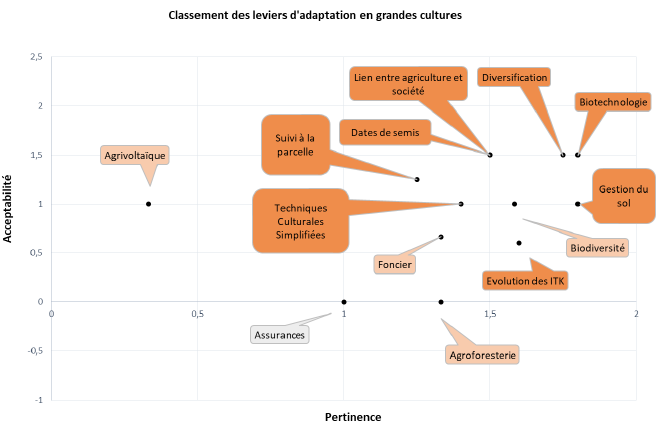 Classement des leviers d'adaptation en grandes cultures
Acceptabilité
2,5
2
1,5
1
0,5
0
-0,5
-1
0,5
1
1,5
2
Pertinence
Lien entre agriculture et
société
Diversification
Biotechnologie
Dates de semis
Suivi à la
parcelle
Agrivoltaïque
Gestion du
sol
Techniques
Culturales
Simplifiées
Biodiversité
Foncier
Evolution des ITK
Assurances
Agroforesterie